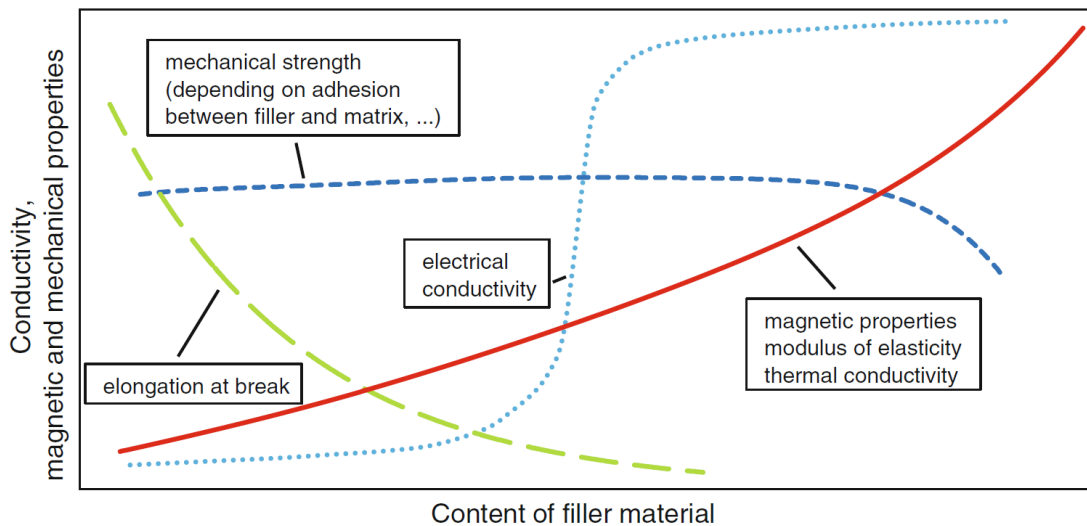 Conductivity,
magnetic and mechanical properties
mechanical strength
(depending on adhesion
between filler and matrix, ...)
electrical
conductivity
magnetic properties
modulus of elasticity
thermal conductivity
elongation at break
Content of filler material